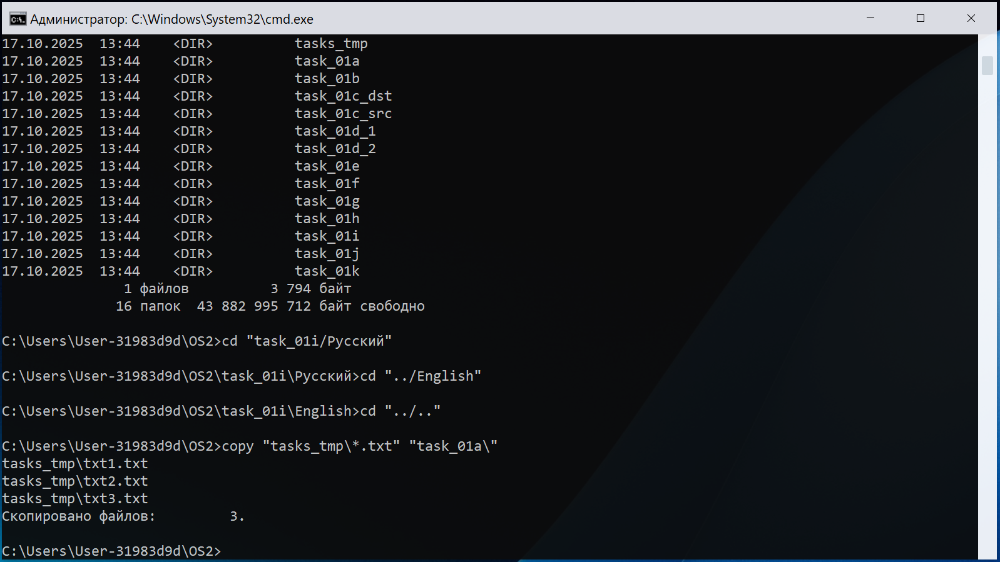 Администратор: C:\Windows\System32\cmd.exe
17.10.2025  13:44    <DIR>          tasks_tmp
17.10.2025  13:44    <DIR>          task_01a
17.10.2025  13:44    <DIR>          task_01b
17.10.2025  13:44    <DIR>          task_01c_dst
17.10.2025  13:44    <DIR>          task_01c_src
17.10.2025  13:44    <DIR>          task_01d_1
17.10.2025  13:44    <DIR>          task_01d_2
17.10.2025  13:44    <DIR>          task_01e
17.10.2025  13:44    <DIR>          task_01f
17.10.2025  13:44    <DIR>          task_01g
17.10.2025  13:44    <DIR>          task_01h
17.10.2025  13:44    <DIR>          task_01i
17.10.2025  13:44    <DIR>          task_01j
17.10.2025  13:44    <DIR>          task_01k
               1 файлов          3 794 байт
              16 папок  43 882 995 712 байт свободно
C:\Users\User-31983d9d\OS2>cd "task_01i/Русский"
C:\Users\User-31983d9d\OS2\task_01i\Русский>cd "../English"
C:\Users\User-31983d9d\OS2\task_01i\English>cd "../.."
C:\Users\User-31983d9d\OS2>copy "tasks_tmp\*.txt" "task_01a\"
tasks_tmp\txt1.txt
tasks_tmp\txt2.txt
tasks_tmp\txt3.txt
Скопировано файлов:         3.
C:\Users\User-31983d9d\OS2>